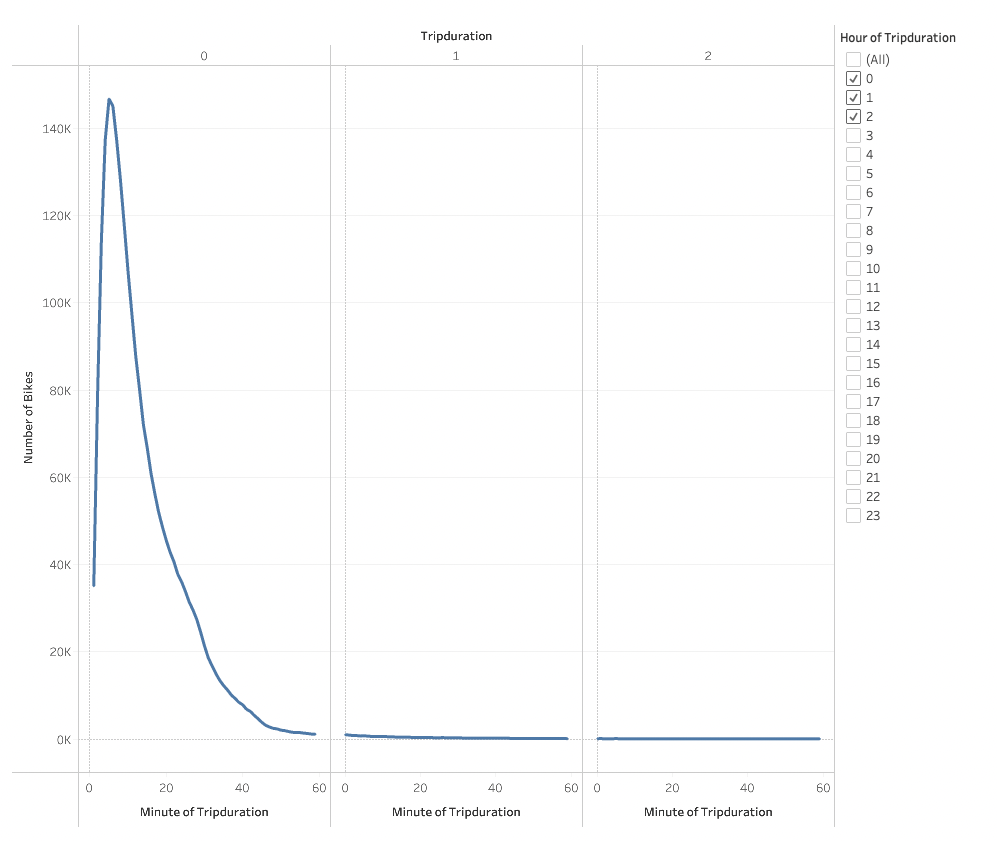 Tripduration
0 1 2
140K
120K
100K
80K
60K
40K
20K
0K
Number of Bikes
0 20 40 60 0 20 40 60 0 20 40 60
Minute of Tripduration Minute of Tripduration Minute of Tripduration
Hour of Tripduration
(All)
0
1
2
3
4
5
6
7
8
9
10
11
12
13
14
15
16
17
18
19
20
21
22
23